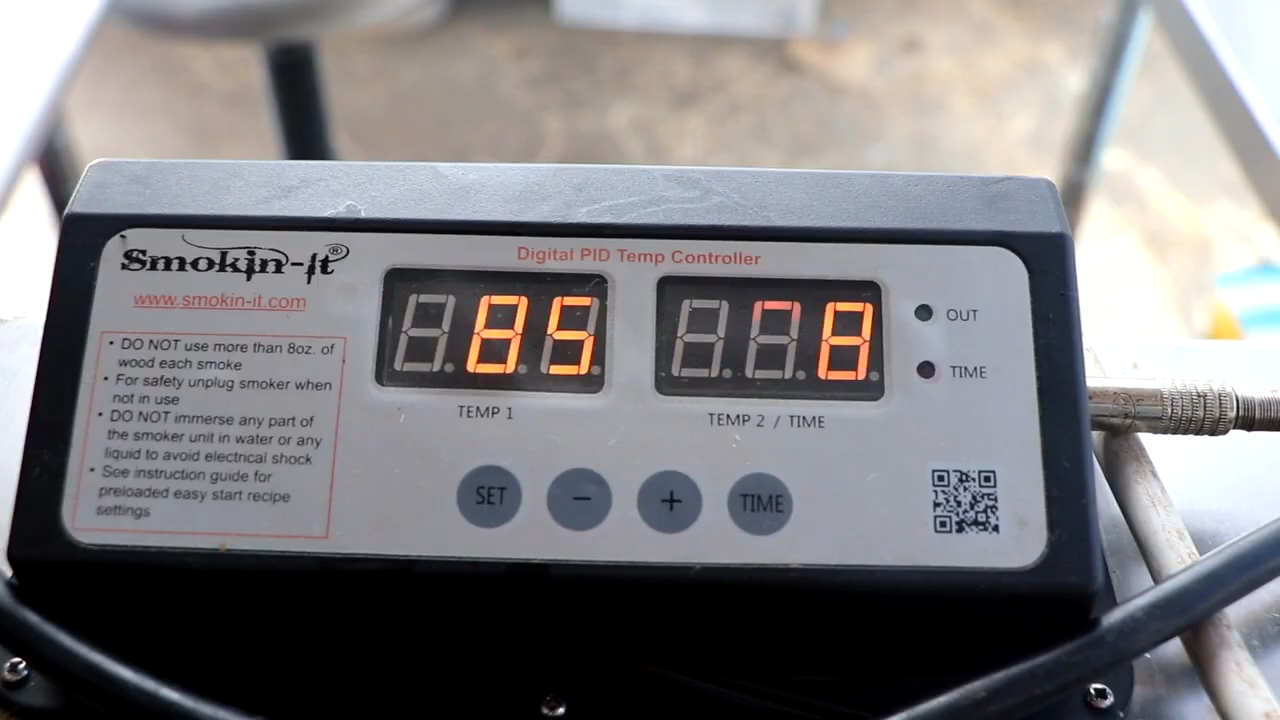 Smokin-it®
www.smokin-it.com
• DO NOT use more than 8oz. of
wood each smoke
• For safety unplug smoker when
not in use
• DO NOT immerse any part of
the smoker unit in water or any
liquid to avoid electrical shock
• See instruction guide for
preloaded easy start recipe
settings
Digital PID Temp Controller
85
8
TEMP 1
TEMP 2 / TIME
OUT
TIME
SET
−
+
TIME